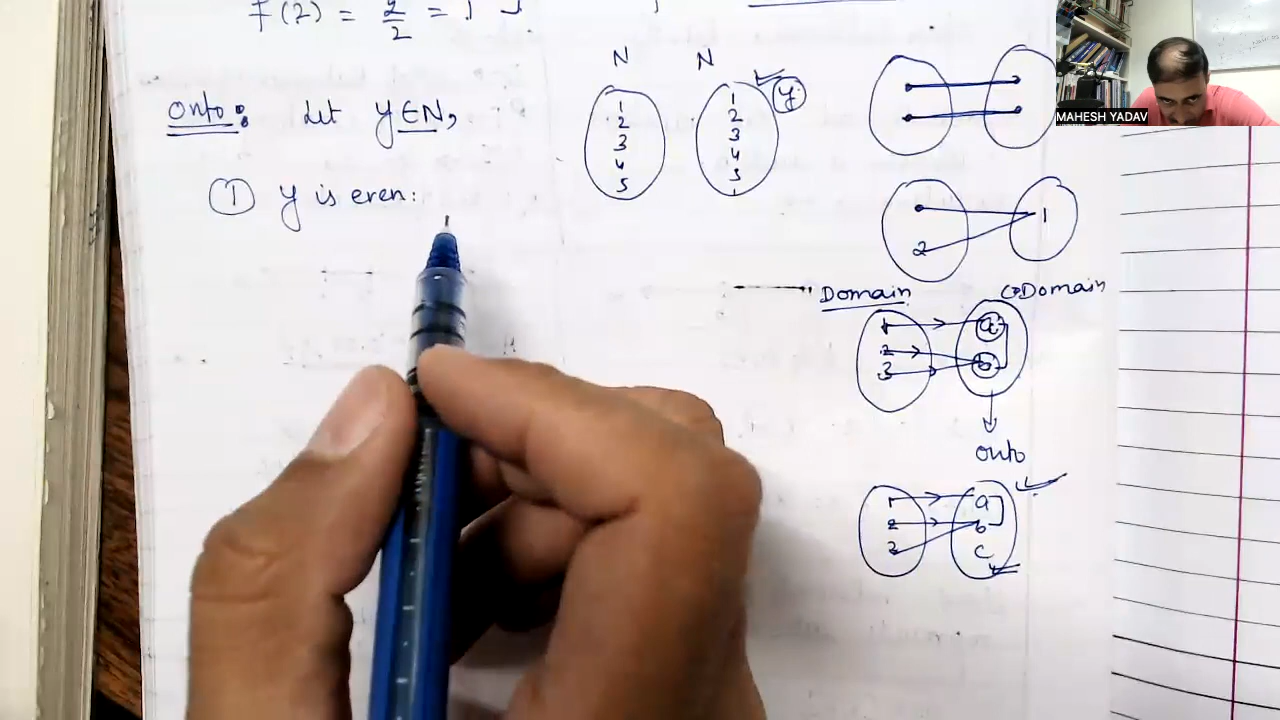 F(2) = 2/2 = 1
Onto: Let y ∈ N,
① y is even:
N N
1 1
2 2
3 3
4 4
5 5
y
2 1
Domain CoDomain
1 a
2 b
3
onto
1 a
2 b
3 c
MAHESH YADAV